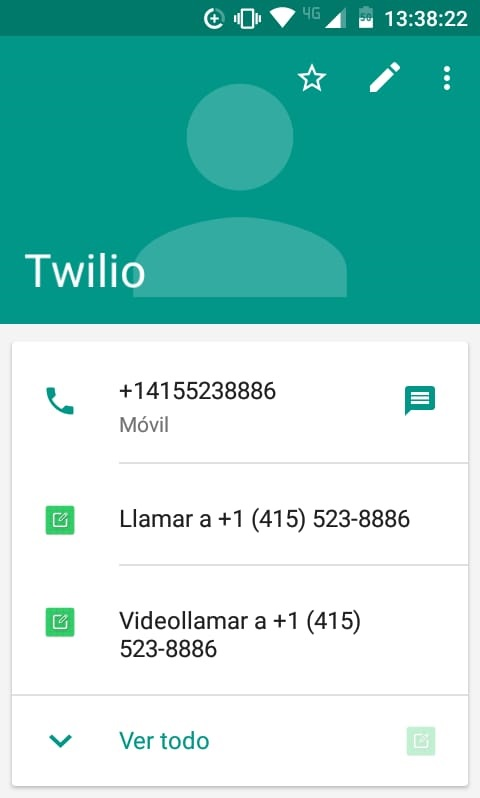 4G 13:38:22
Twilio
+14155238886
Móvil
Llamar a +1 (415) 523-8886
Videollamar a +1 (415)
523-8886
Ver todo